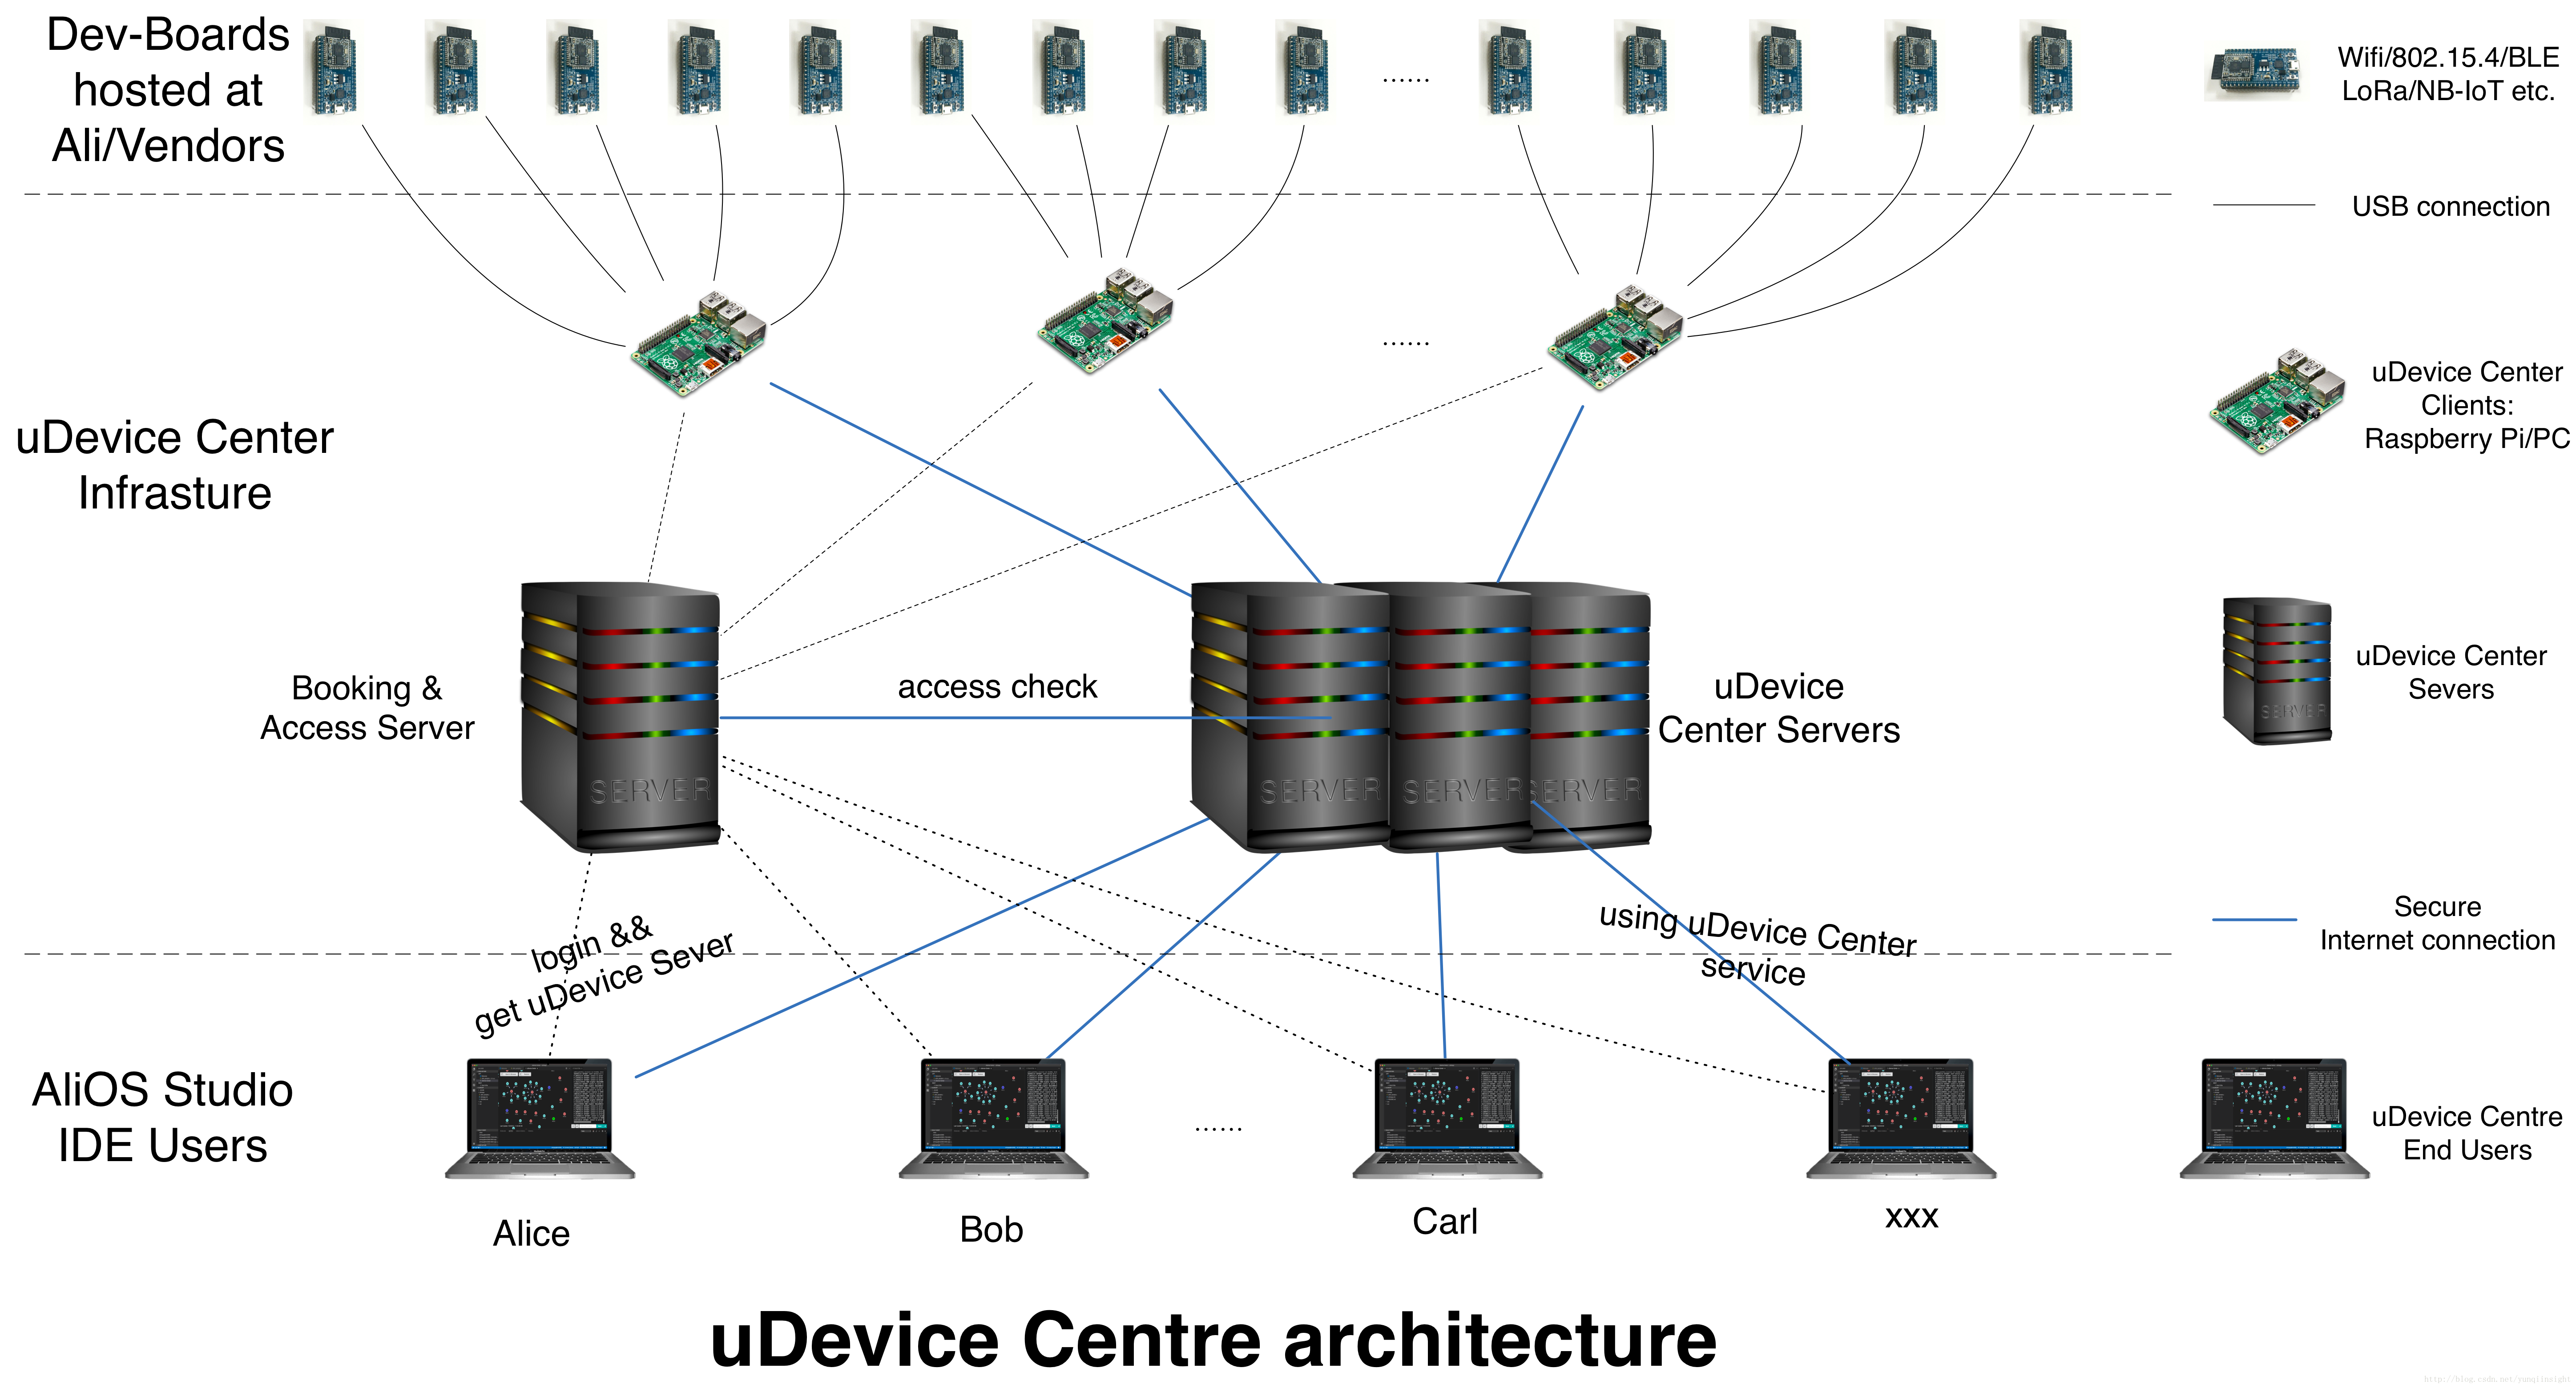 Dev-Boards
hosted at
Ali/Vendors
......
Wifi/802.15.4/BLE
LoRa/NB-IoT etc.
USB connection
......
uDevice Center
Clients:
Raspberry Pi/PC
uDevice Center
Infrasture
Booking &
Access Server
SERVER
access check
SERVER
SERVER
SERVER
uDevice
Center Servers
SERVER
uDevice Center
Severs
login &&
get uDevice Sever
using uDevice Center
service
Secure
Internet connection
AliOS Studio
IDE Users
......
uDevice Centre
End Users
Alice
Bob
Carl
xxx
uDevice Centre architecture
http://blog.csdn.net/yunqiinsight